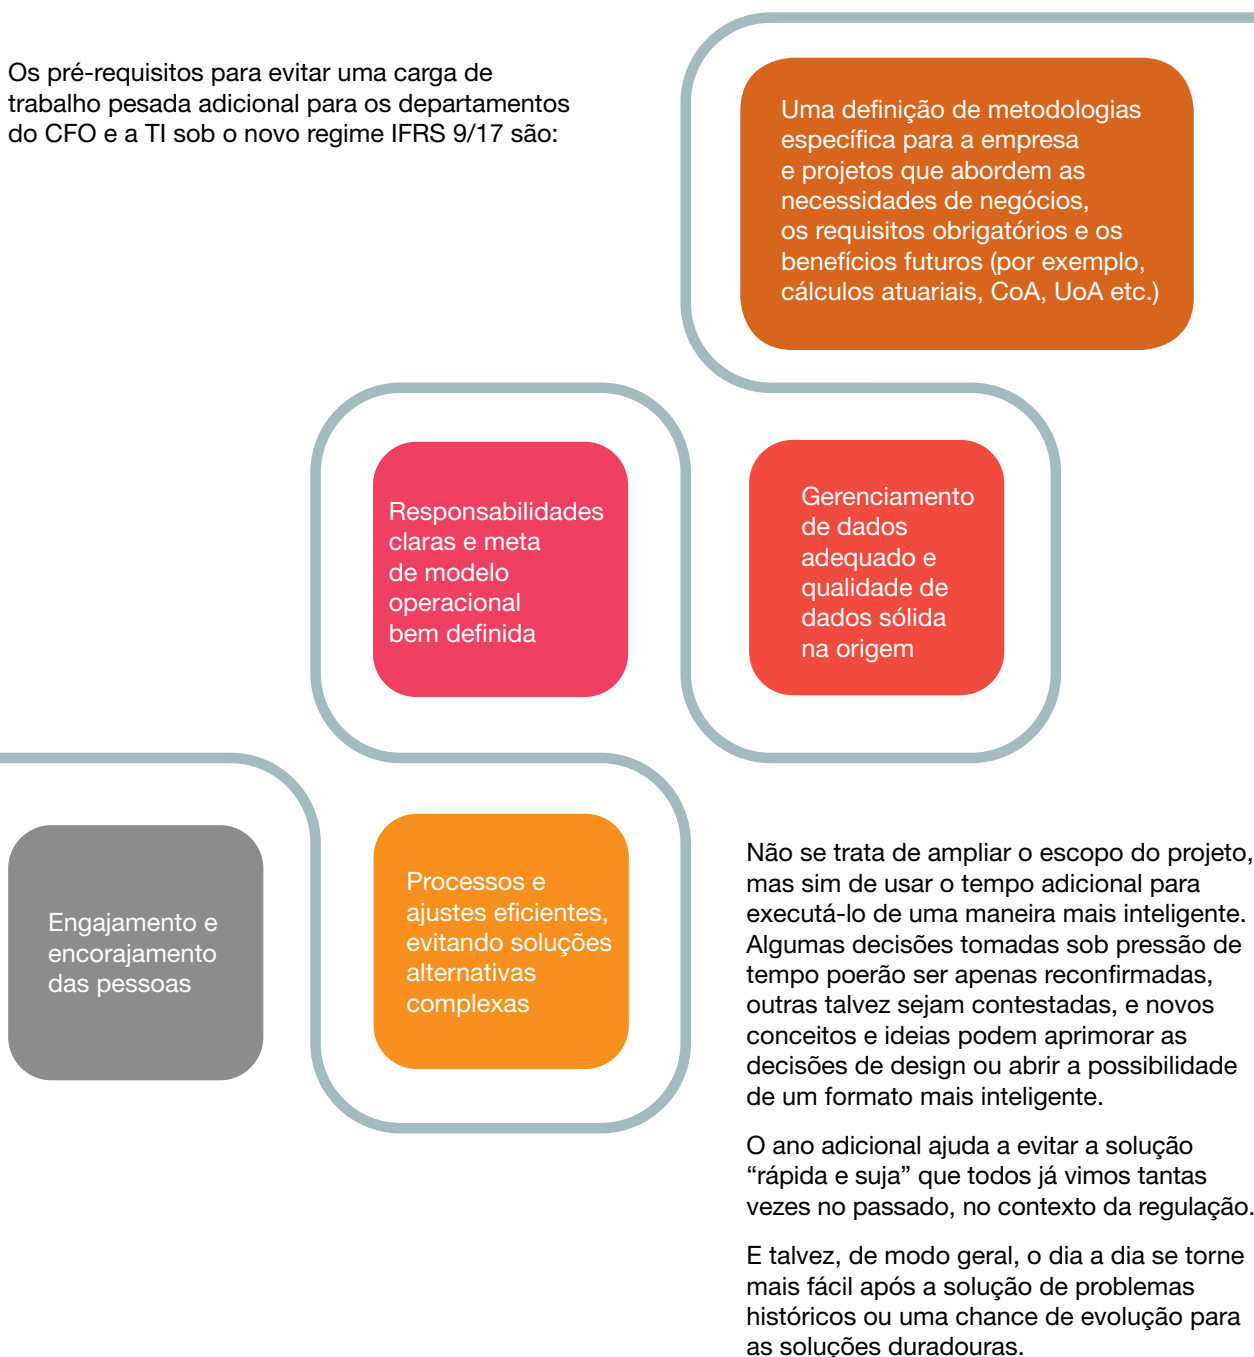 Os pré-requisitos para evitar uma carga de
trabalho pesada adicional para os departamentos
do CFO e a TI sob o novo regime IFRS 9/17 são:
Uma definição de metodologias
específica para a empresa
e projetos que abordem as
necessidades de negócios,
os requisitos obrigatórios e os
benefícios futuros (por exemplo,
cálculos atuariais, CoA, UoA etc.)
Responsabilidades
claras e meta
de modelo
operacional
bem definida
Gerenciamento
de dados
adequado e
qualidade de
dados sólida
na origem
Engajamento e
encorajamento
das pessoas
Processos e
ajustes eficientes,
evitando soluções
alternativas
complexas
Não se trata de ampliar o escopo do projeto,
mas sim de usar o tempo adicional para
executá-lo de uma maneira mais inteligente.
Algumas decisões tomadas sob pressão de
tempo poerão ser apenas reconfirmadas,
outras talvez sejam contestadas, e novos
conceitos e ideias podem aprimorar as
decisões de design ou abrir a possibilidade
de um formato mais inteligente.
O ano adicional ajuda a evitar a solução
“rápida e suja” que todos já vimos tantas
vezes no passado, no contexto da regulação.
E talvez, de modo geral, o dia a dia se torne
mais fácil após a solução de problemas
históricos ou uma chance de evolução para
as soluções duradouras.